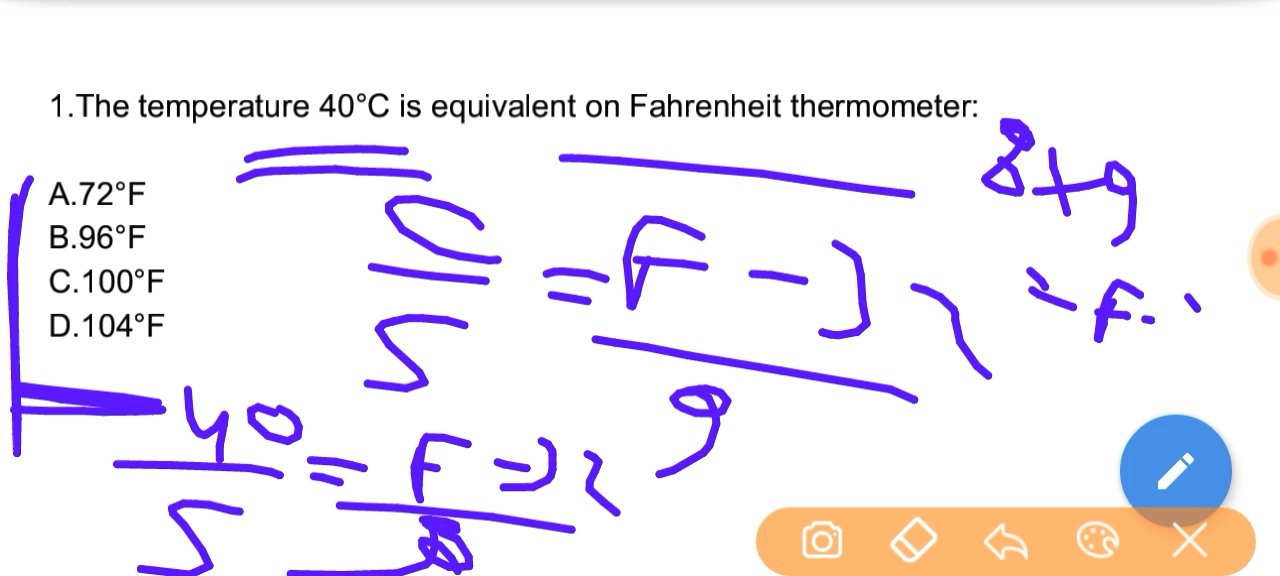 1.The temperature 40°C is equivalent on Fahrenheit thermometer:
A.72°F
B.96°F
C.100°F
D.104°F
C/5 = F-32/9
40/5 = F-32/9
8×9
= F-